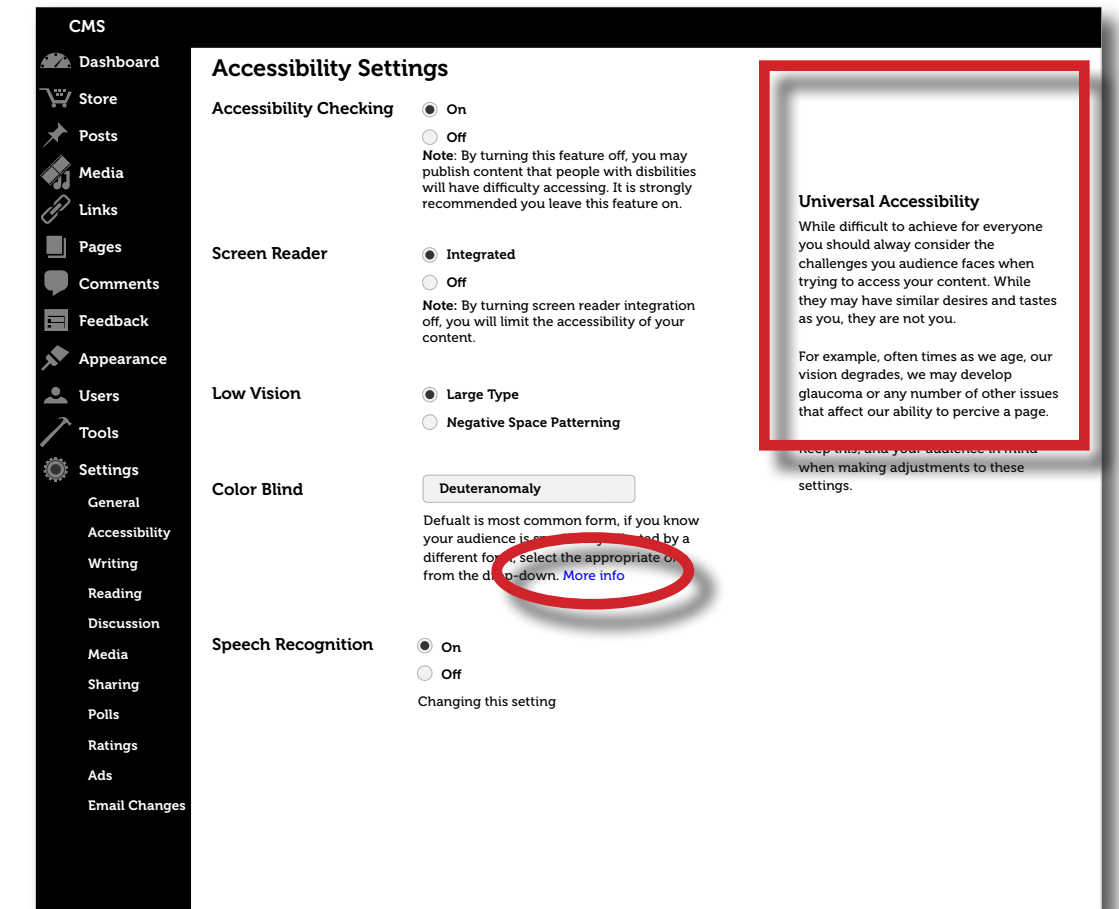 CMS
Dashboard
Store
Posts
Media
Links
Pages
Comments
Feedback
Appearance
Users
Tools
Settings
General
Accessibility
Writing
Reading
Discussion
Media
Sharing
Polls
Ratings
Ads
Email Changes
Accessibility Settings
Accessibility Checking
On
Off
Note: By turning this feature off, you may
publish content that people with disbilities
will have difficulty accessing. It is strongly
recommended you leave this feature on.
Screen Reader
Integrated
Off
Note: By turning screen reader integration
off, you will limit the accessibility of your
content.
Low Vision
Large Type
Negative Space Patterning
Color Blind
Deuteranomaly
Defualt is most common form, if you know
your audience is by a
different form, select the appropriate
from the drop-down. More info
Speech Recognition
On
Off
Changing this setting
Universal Accessibility
While difficult to achieve for everyone
you should alway consider the
challenges you audience faces when
trying to access your content. While
they may have similar desires and tastes
as you, they are not you.
For example, often times as we age, our
vision degrades, we may develop
glaucoma or any number of other issues
that affect our ability to percive a page.
Keep this, and your audience in mind
when making adjustments to these
settings.